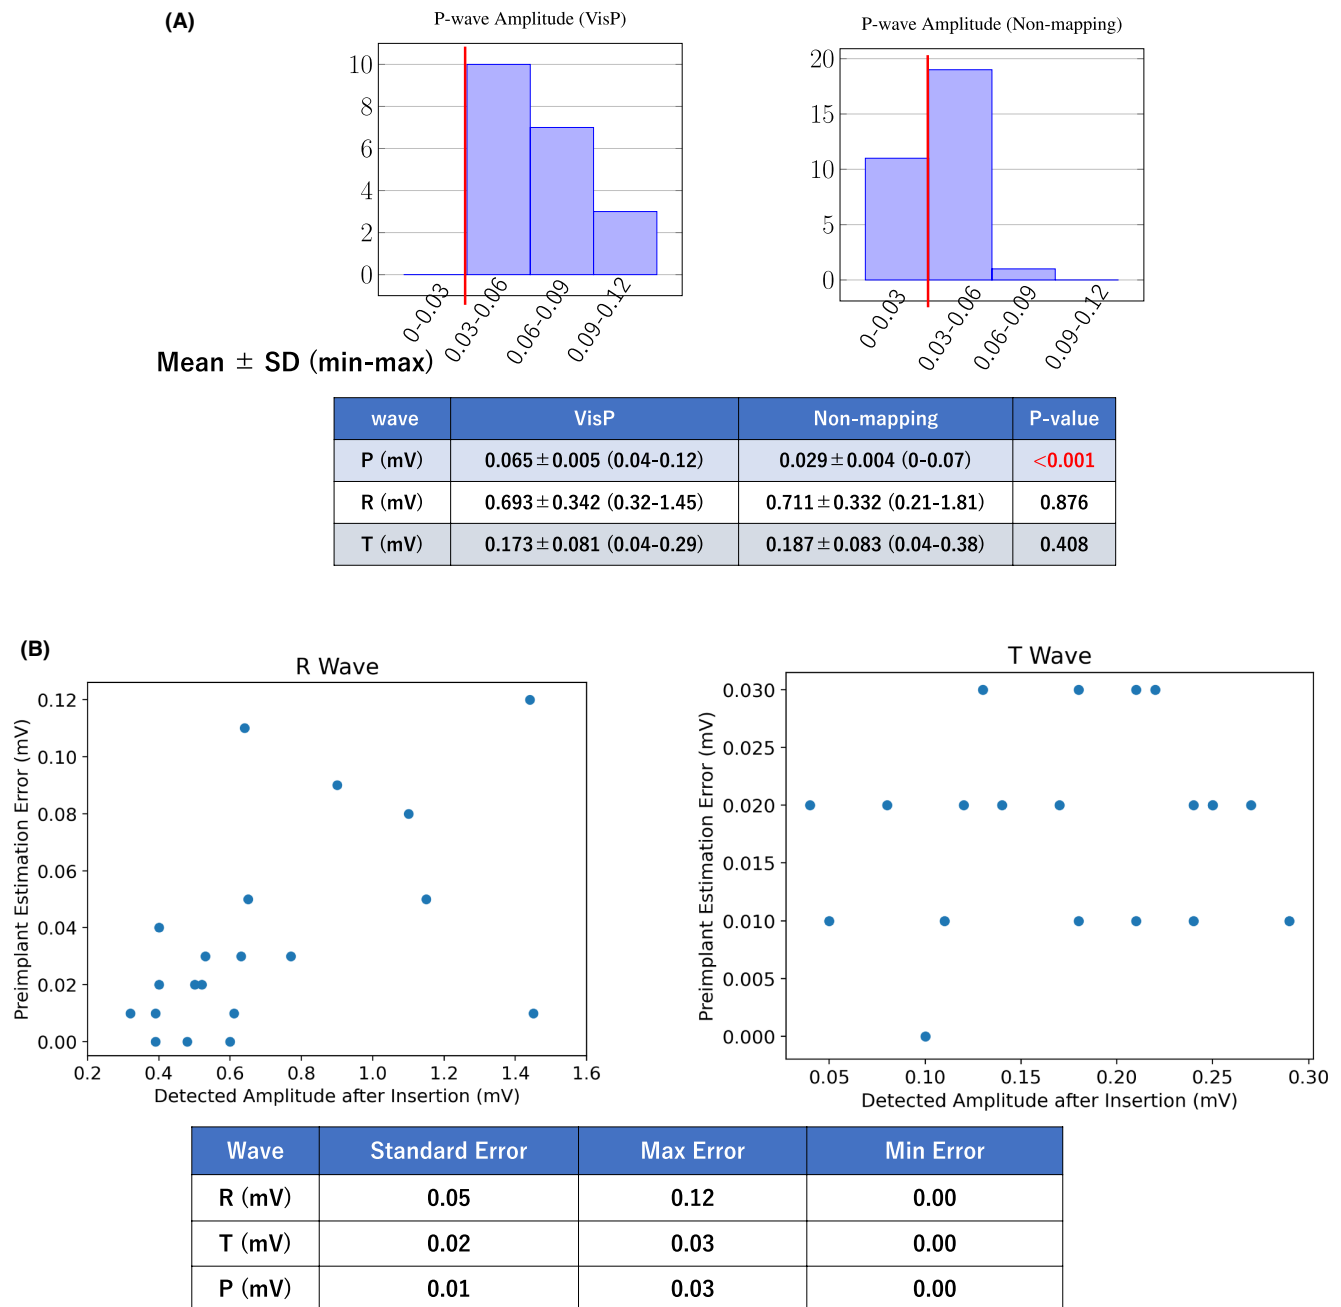 (A)
P-wave Amplitude (VisP)
10
8
6
4
2
0
0-0.03
0.03-0.06
0.06-0.09
0.09-0.12
P-wave Amplitude (Non-mapping)
20
15
10
5
0
0-0.03
0.03-0.06
0.06-0.09
0.09-0.12
Mean ± SD (min-max)
wave VisP Non-mapping P-value
P (mV) 0.065±0.005 (0.04-0.12) 0.029±0.004 (0-0.07) <0.001
R (mV) 0.693±0.342 (0.32-1.45) 0.711±0.332 (0.21-1.81) 0.876
T (mV) 0.173±0.081 (0.04-0.29) 0.187±0.083 (0.04-0.38) 0.408
(B)
R Wave
Preimplant Estimation Error (mV)
0.12
0.10
0.08
0.06
0.04
0.02
0.00
0.2 0.4 0.6 0.8 1.0 1.2 1.4 1.6
Detected Amplitude after Insertion (mV)
T Wave
Preimplant Estimation Error (mV)
0.030
0.025
0.020
0.015
0.010
0.005
0.000
0.05 0.10 0.15 0.20 0.25 0.30
Detected Amplitude after Insertion (mV)
Wave Standard Error Max Error Min Error
R (mV) 0.05 0.12 0.00
T (mV) 0.02 0.03 0.00
P (mV) 0.01 0.03 0.00